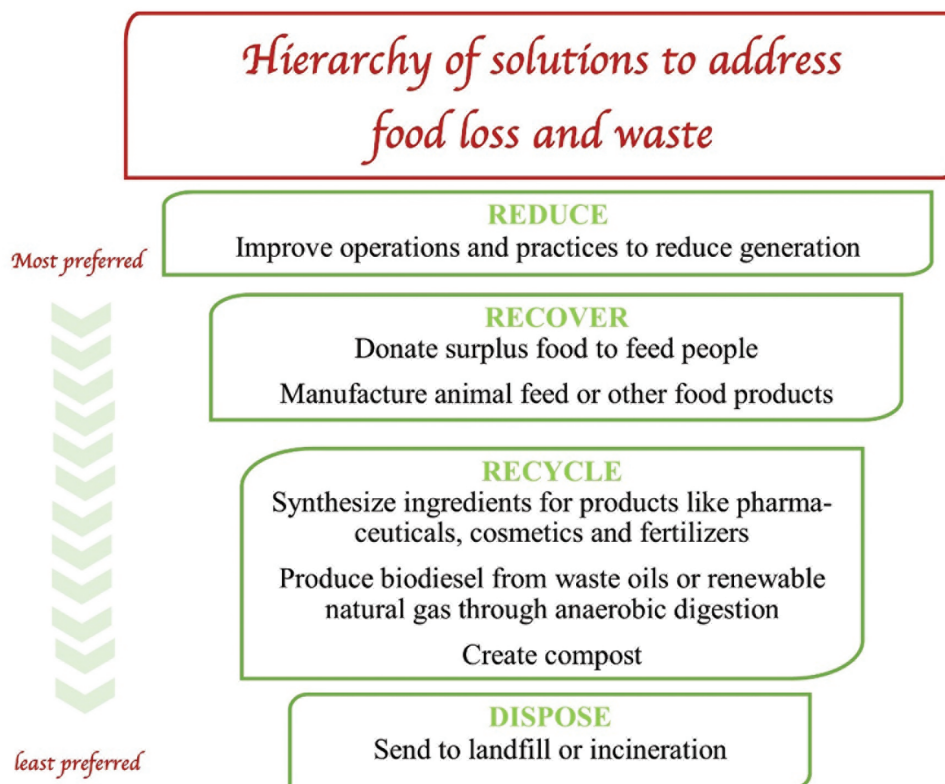 Hierarchy of solutions to address
food loss and waste
REDUCE
Improve operations and practices to reduce generation
Most preferred
RECOVER
Donate surplus food to feed people
Manufacture animal feed or other food products
RECYCLE
Synthesize ingredients for products like pharma-
ceuticals, cosmetics and fertilizers
Produce biodiesel from waste oils or renewable
natural gas through anaerobic digestion
Create compost
DISPOSE
Send to landfill or incineration
least preferred